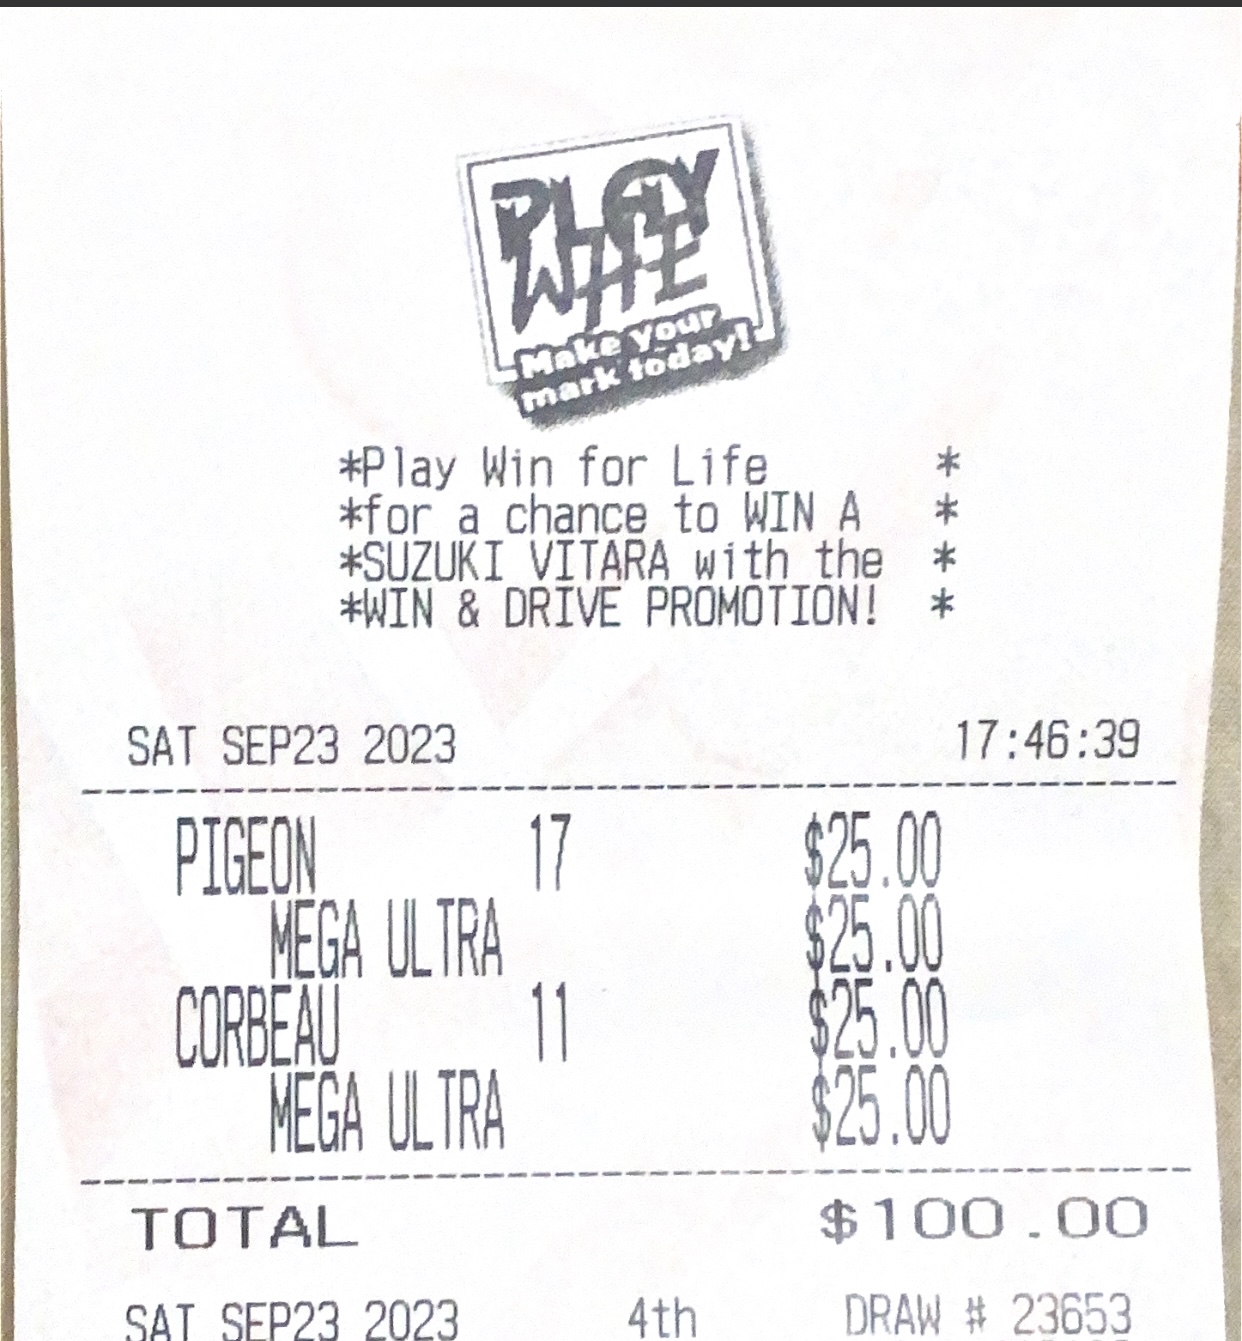 PLAY
WHE
Make your
mark today!
*Play Win for Life *
*for a chance to WIN A *
*SUZUKI VITARA with the *
*WIN & DRIVE PROMOTION! *
SAT SEP23 2023 17:46:39
PIGEON 17 $25.00
MEGA ULTRA $25.00
CORBEAU 11 $25.00
MEGA ULTRA $25.00
TOTAL $100.00
SAT SEP23 2023 4th DRAW # 23653